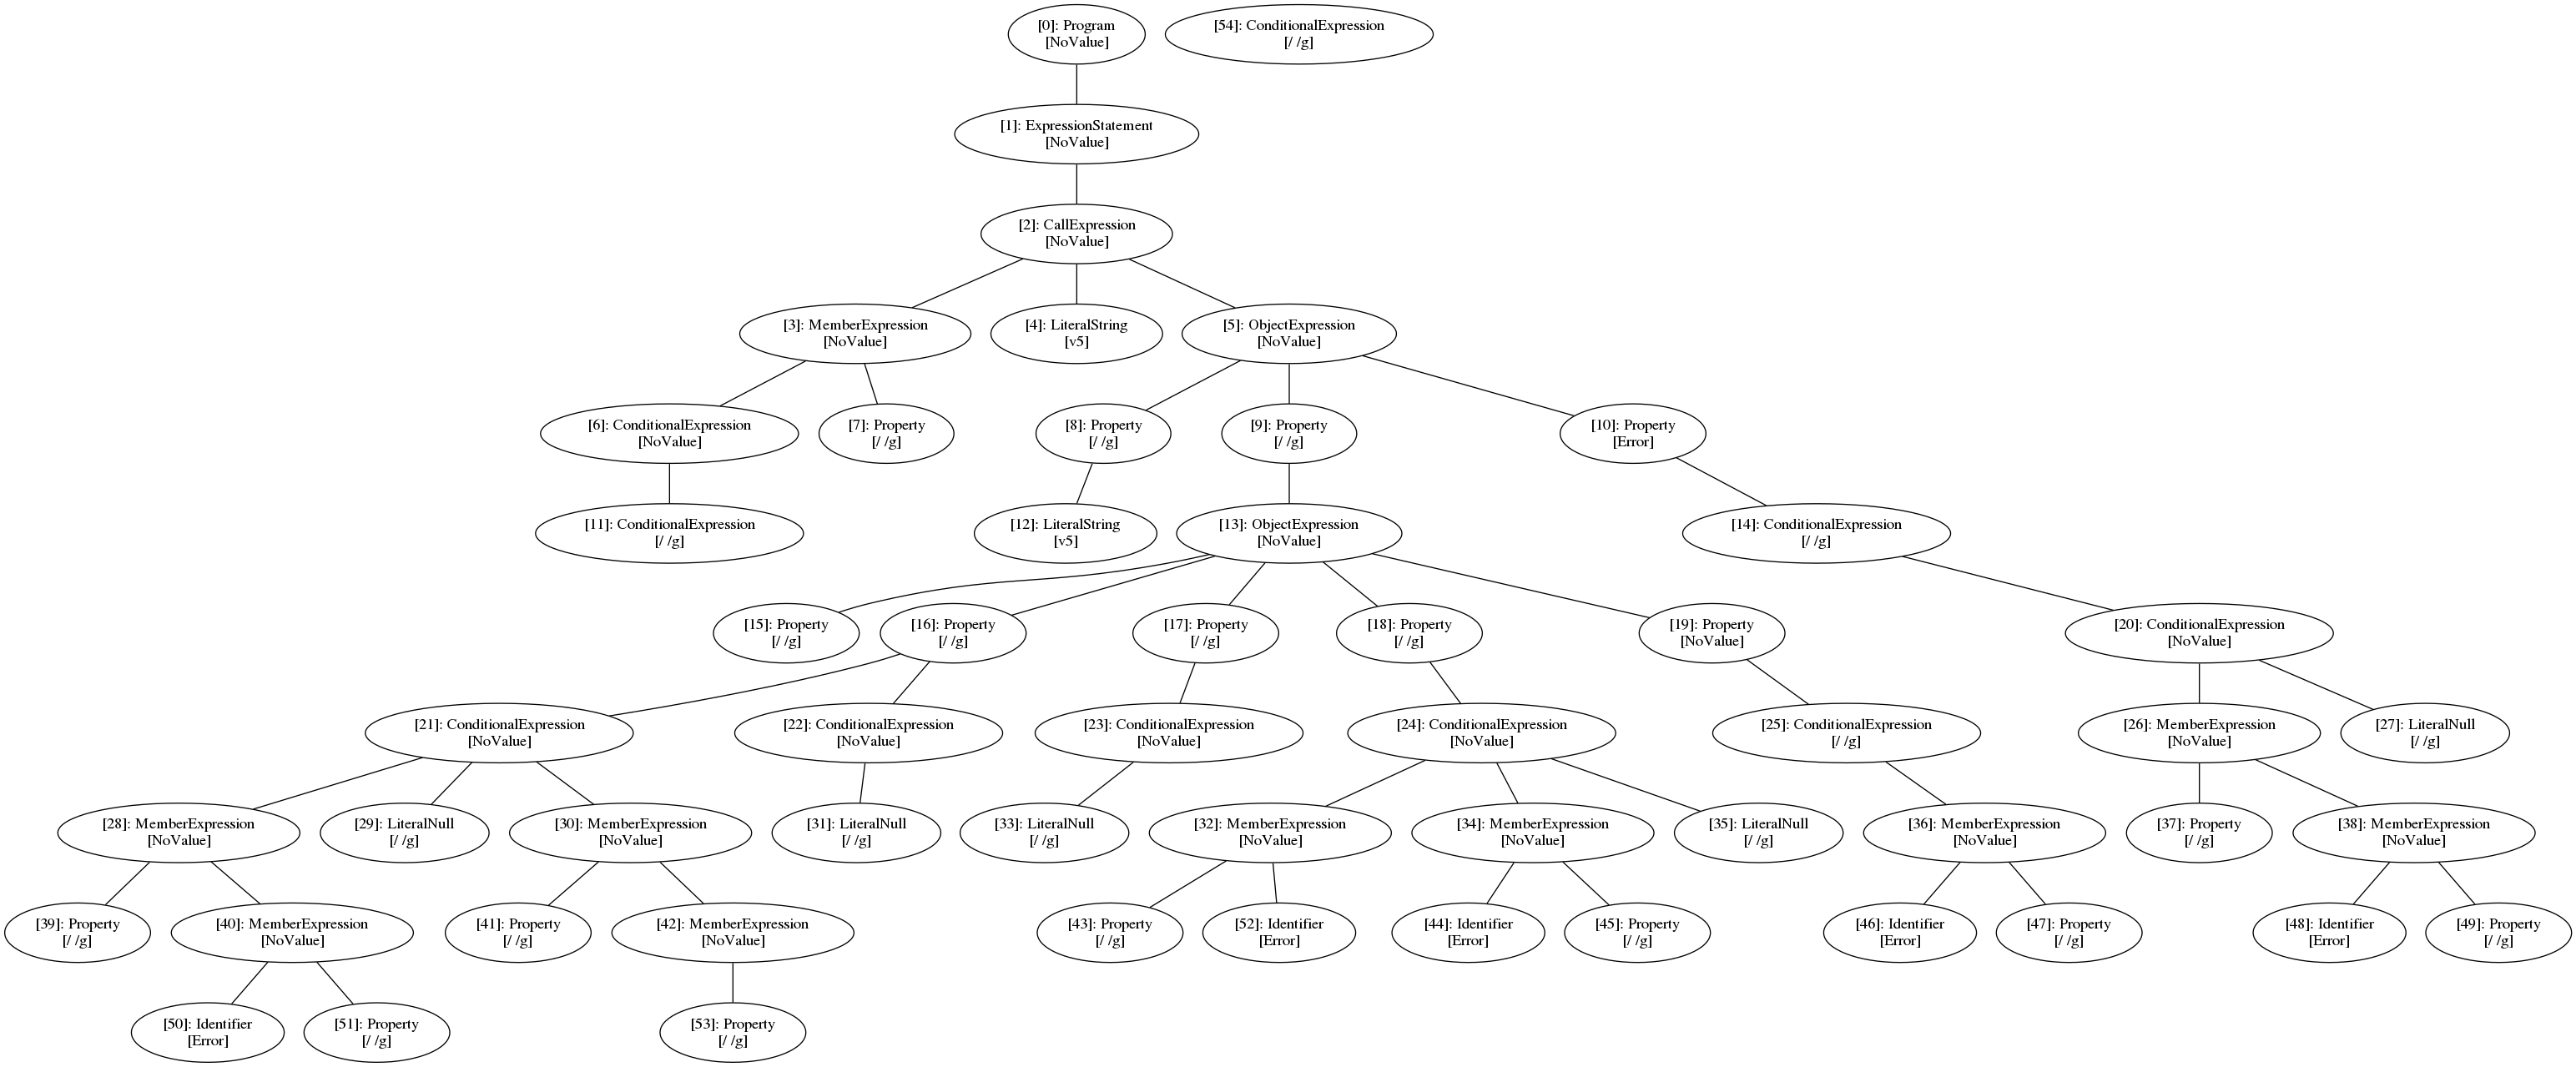 [0]: Program
[NoValue]
[54]: ConditionalExpression
[/ /g]
[1]: ExpressionStatement
[NoValue]
[2]: CallExpression
[NoValue]
[3]: MemberExpression
[NoValue]
[4]: LiteralString
[v5]
[5]: ObjectExpression
[NoValue]
[6]: ConditionalExpression
[NoValue]
[7]: Property
[/ /g]
[8]: Property
[/ /g]
[9]: Property
[/ /g]
[10]: Property
[Error]
[11]: ConditionalExpression
[/ /g]
[12]: LiteralString
[v5]
[13]: ObjectExpression
[NoValue]
[14]: ConditionalExpression
[/ /g]
[15]: Property
[/ /g]
[16]: Property
[/ /g]
[17]: Property
[/ /g]
[18]: Property
[/ /g]
[19]: Property
[NoValue]
[20]: ConditionalExpression
[NoValue]
[21]: ConditionalExpression
[NoValue]
[22]: ConditionalExpression
[NoValue]
[23]: ConditionalExpression
[NoValue]
[24]: ConditionalExpression
[NoValue]
[25]: ConditionalExpression
[/ /g]
[26]: MemberExpression
[NoValue]
[27]: LiteralNull
[/ /g]
[28]: MemberExpression
[NoValue]
[29]: LiteralNull
[/ /g]
[30]: MemberExpression
[NoValue]
[31]: LiteralNull
[/ /g]
[33]: LiteralNull
[/ /g]
[32]: MemberExpression
[NoValue]
[34]: MemberExpression
[NoValue]
[35]: LiteralNull
[/ /g]
[36]: MemberExpression
[NoValue]
[37]: Property
[/ /g]
[38]: MemberExpression
[NoValue]
[39]: Property
[/ /g]
[40]: MemberExpression
[NoValue]
[41]: Property
[/ /g]
[42]: MemberExpression
[NoValue]
[43]: Property
[/ /g]
[52]: Identifier
[Error]
[44]: Identifier
[Error]
[45]: Property
[/ /g]
[46]: Identifier
[Error]
[47]: Property
[/ /g]
[48]: Identifier
[Error]
[49]: Property
[/ /g]
[50]: Identifier
[Error]
[51]: Property
[/ /g]
[53]: Property
[/ /g]